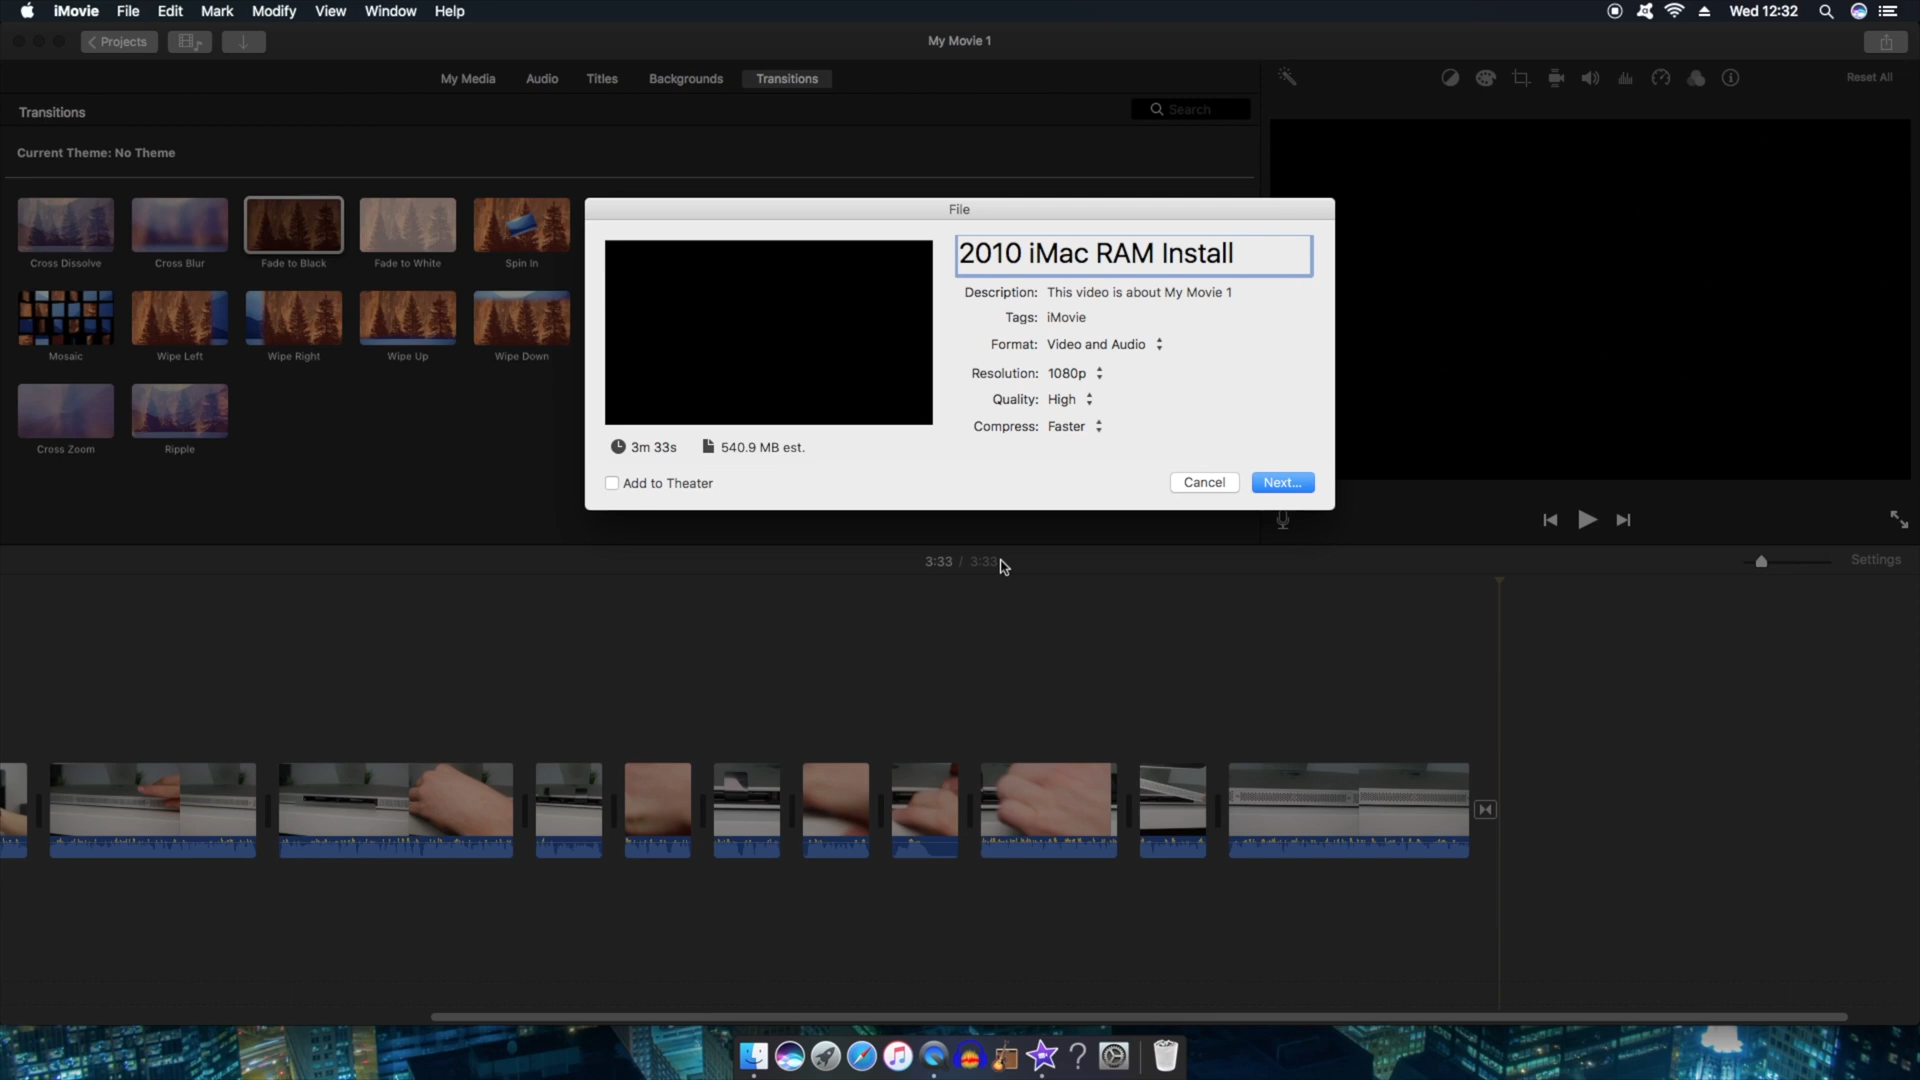 iMovie File Edit Mark Modify View Window Help Wed 12:32
Projects My Movie 1
My Media Audio Titles Backgrounds Transitions Reset All
Transitions Search
Current Theme: No Theme
Cross Dissolve Cross Blur Fade to Black Fade to White Spin In
Mosaic Wipe Left Wipe Right Wipe Up Wipe Down
Cross Zoom Ripple
File
2010 iMac RAM Install
Description: This video is about My Movie 1
Tags: iMovie
Format: Video and Audio
Resolution: 1080p
Quality: High
Compress: Faster
3m 33s 540.9 MB est.
Add to Theater Cancel Next...
3:33 / 3:33 Settings